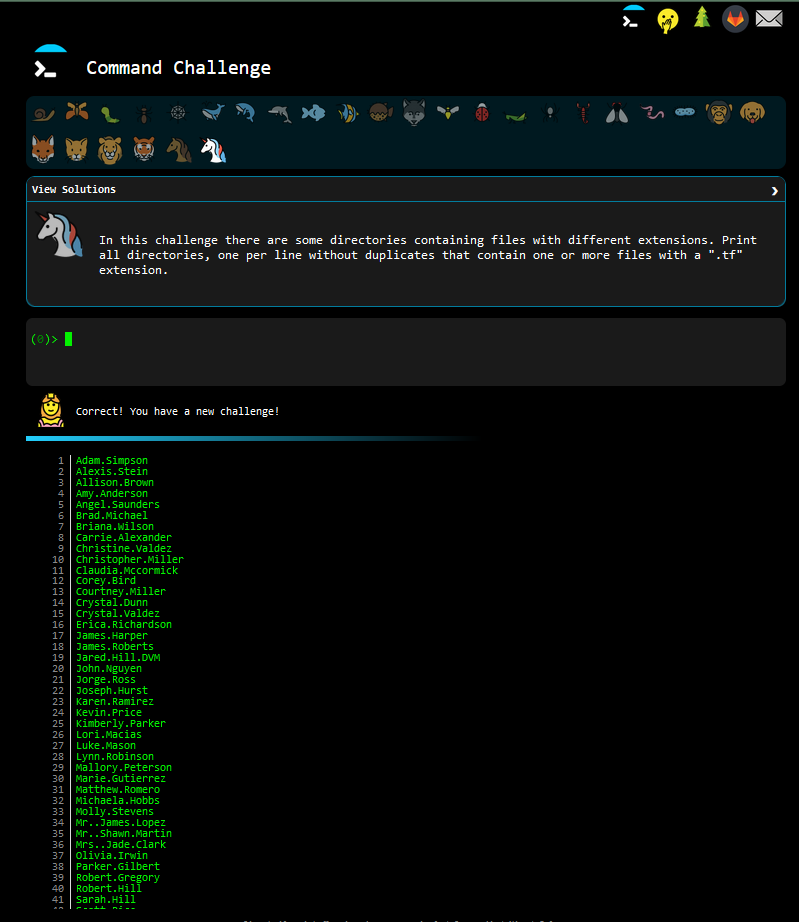 Command Challenge
View Solutions
In this challenge there are some directories containing files with different extensions. Print
all directories, one per line without duplicates that contain one or more files with a ".tf"
extension.
(0)>
Correct! You have a new challenge!
1 Adam.Simpson
2 Alexis.Stein
3 Allison.Brown
4 Amy.Anderson
5 Angel.Saunders
6 Brad.Michael
7 Briana.Wilson
8 Carrie.Alexander
9 Christine.Valdez
10 Christopher.Miller
11 Claudia.Mccormick
12 Corey.Bird
13 Courtney.Miller
14 Crystal.Dunn
15 Crystal.Valdez
16 Erica.Richardson
17 James.Harper
18 James.Roberts
19 Jared.Hill.DVM
20 John.Nguyen
21 Jorge.Ross
22 Joseph.Hurst
23 Karen.Ramirez
24 Kevin.Price
25 Kimberly.Parker
26 Lori.Macias
27 Luke.Mason
28 Lynn.Robinson
29 Mallory.Peterson
30 Marie.Gutierrez
31 Matthew.Romero
32 Michaela.Hobbs
33 Molly.Stevens
34 Mr..James.Lopez
35 Mr..Shawn.Martin
36 Mrs..Jade.Clark
37 Olivia.Irwin
38 Parker.Gilbert
39 Robert.Gregory
40 Robert.Hill
41 Sarah.Hill